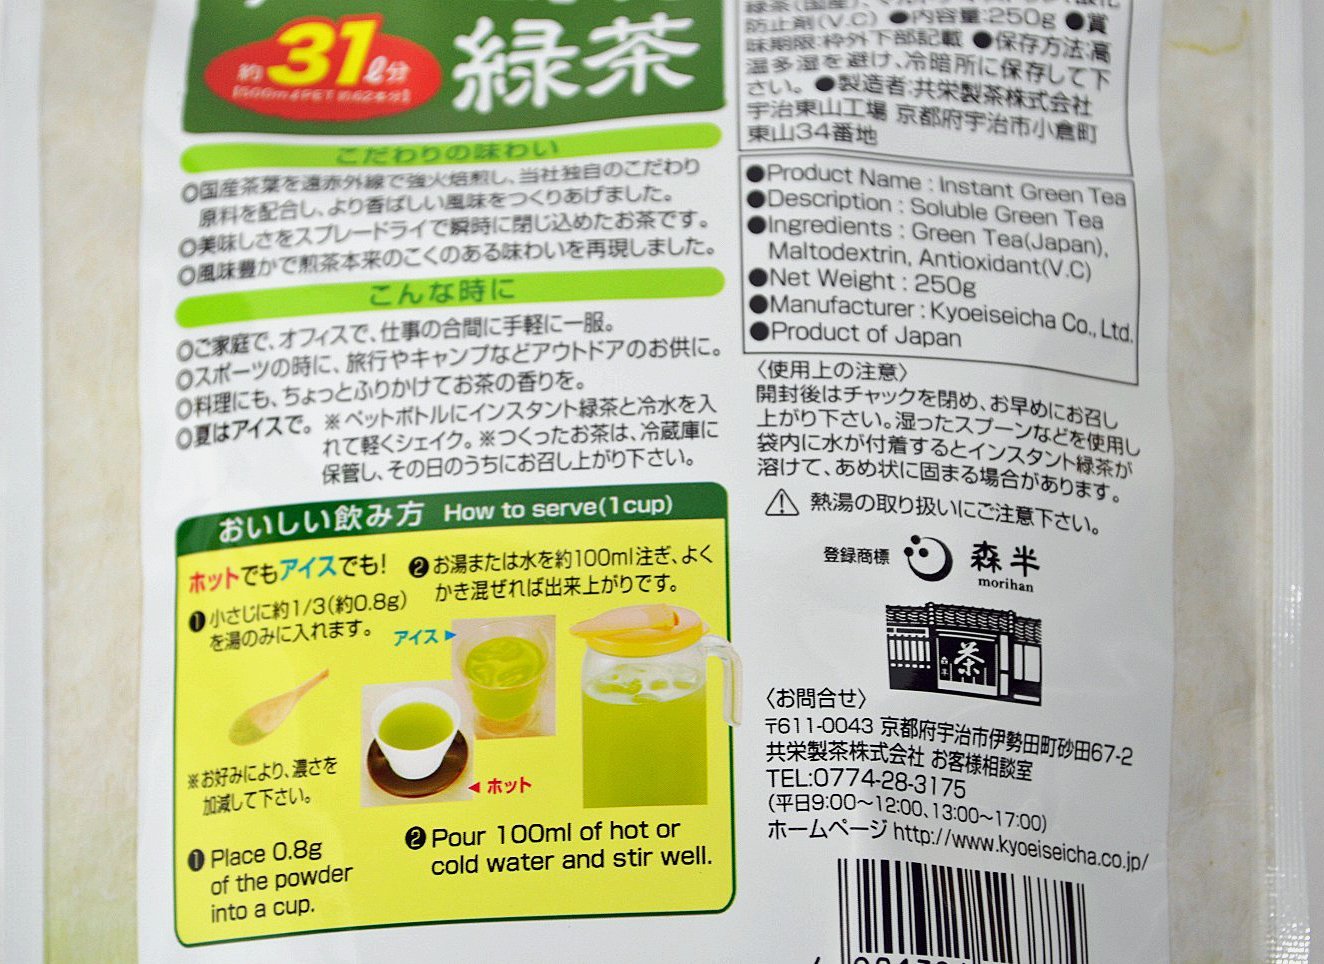 約31ℓ分
緑茶
こだわりの味わい
○国産茶葉を遠赤外線で強火焙煎し、当社独自のこだわり
原料を配合し、より香ばしい風味をつくりあげました。
○美味しさをスプレードライで瞬時に閉じ込めたお茶です。
○風味豊かで煎茶本来のこくのある味わいを再現しました。
こんな時に
○ご家庭で、オフィスで、仕事の合間に手軽に一服。
○スポーツの時に、旅行やキャンプなどアウトドアのお供に。
○料理にも、ちょっとふりかけてお茶の香りを。
○夏はアイスで。 ※ペットボトルにインスタント緑茶と冷水を入
れて軽くシェイク。※つくったお茶は、冷蔵庫に
保管し、その日のうちにお召し上がり下さい。
おいしい飲み方 How to serve(1cup)
ホットでもアイスでも!
❶小さじに約1/3(約0.8g)
を湯のみに入れます。
❷お湯または水を約100ml注ぎ、よく
かき混ぜれば出来上がりです。
アイス▶
◀ホット
※お好みにより、濃さを
加減して下さい。
❶Place 0.8g
of the powder
into a cup.
❷Pour 100ml of hot or
cold water and stir well.
防止剤(V.C) ●内容量:250g ●賞
味期限:枠外下部記載 ●保存方法:高
温多湿を避け、冷暗所に保存して下
さい。 ●製造者:共栄製茶株式会社
宇治東山工場 京都府宇治市小倉町
東山34番地
●Product Name : Instant Green Tea
●Description : Soluble Green Tea
●Ingredients : Green Tea(Japan),
Maltodextrin, Antioxidant(V.C)
●Net Weight : 250g
●Manufacturer : Kyoeiseicha Co., Ltd.
●Product of Japan
〈使用上の注意〉
開封後はチャックを閉め、お早めにお召し
上がり下さい。湿ったスプーンなどを使用し
袋内に水が付着するとインスタント緑茶が
溶けて、あめ状に固まる場合があります。
⚠ 熱湯の取り扱いにご注意下さい。
登録商標 森半
morihan
茶
〈お問合せ〉
〒611-0043 京都府宇治市伊勢田町砂田67-2
共栄製茶株式会社 お客様相談室
TEL:0774-28-3175
(平日9:00〜12:00、13:00〜17:00)
ホームページ http://www.kyoeiseicha.co.jp/